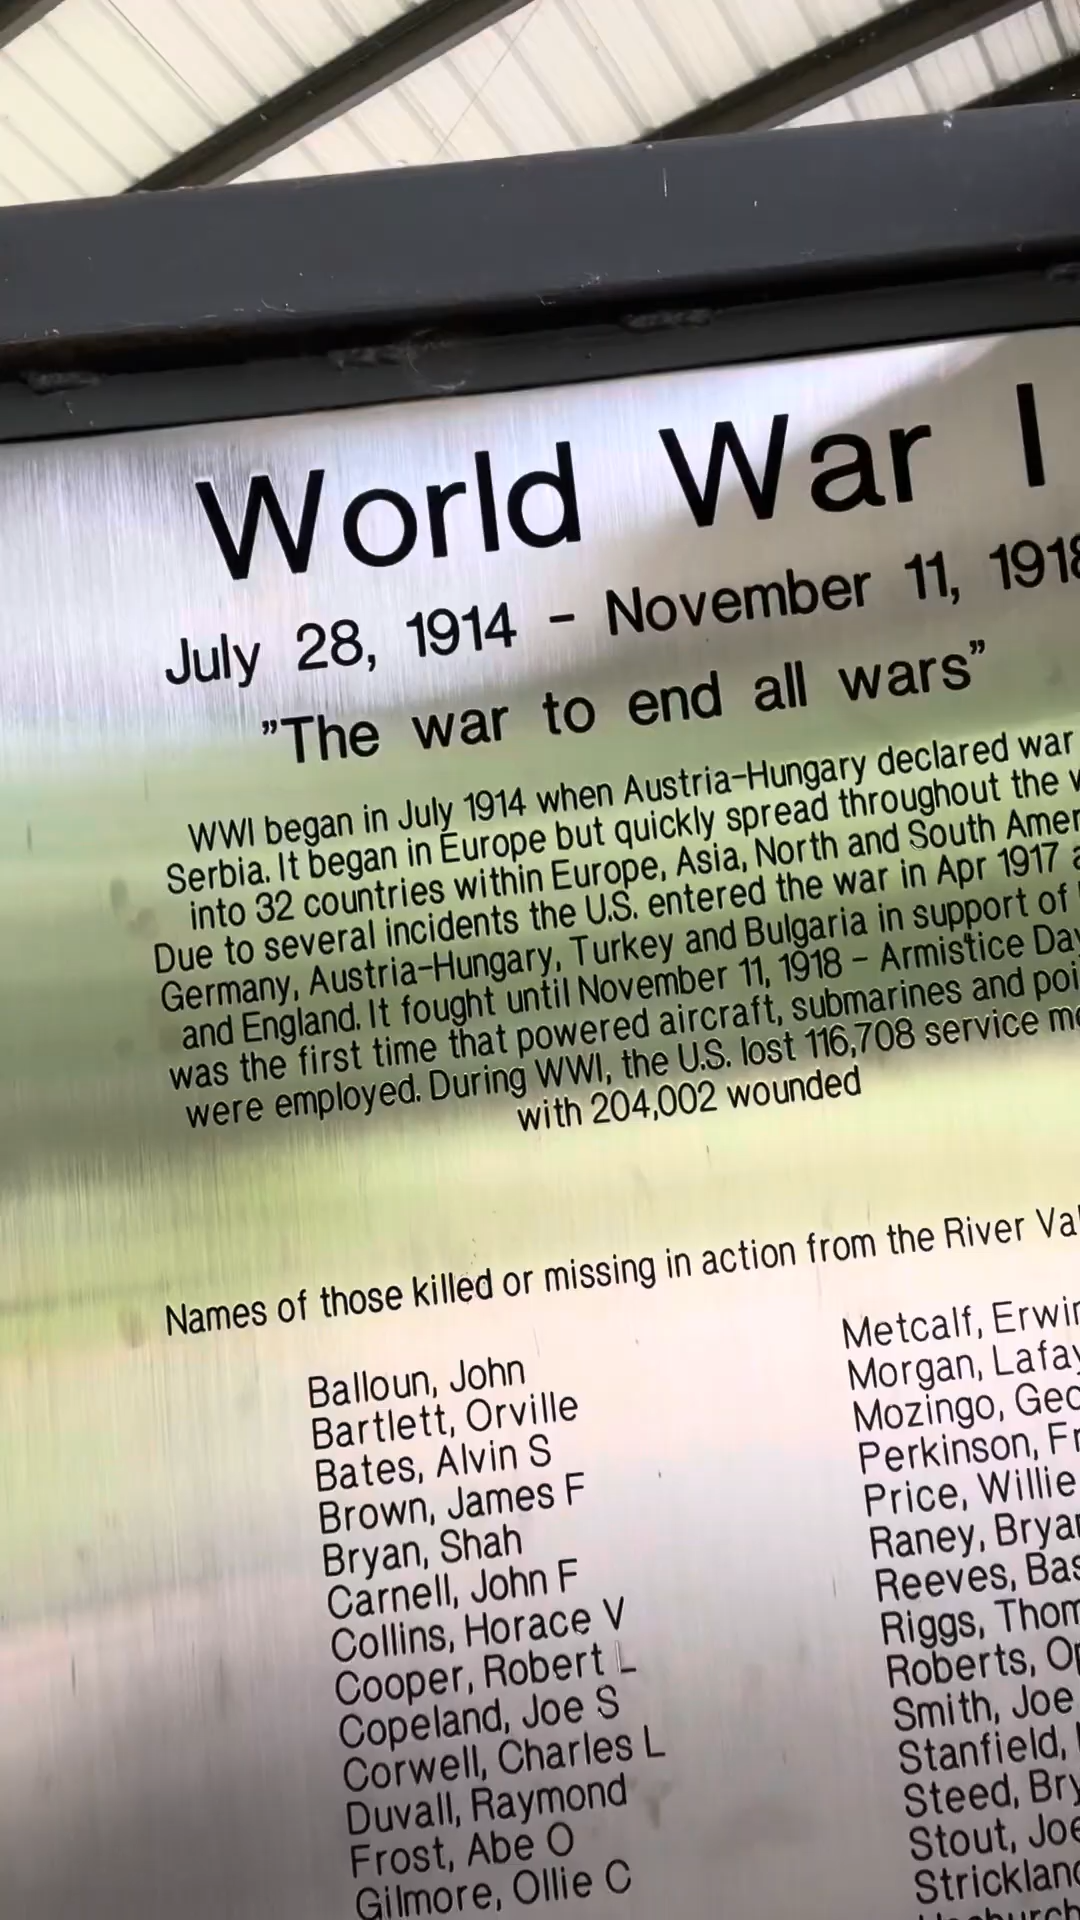 World War I
July 28, 1914 - November 11, 1918
"The war to end all wars"
WWI began in July 1914 when Austria-Hungary declared war
Serbia. It began in Europe but quickly spread throughout the
into 32 countries within Europe, Asia, North and South
Due to several incidents the U.S. entered the war in Apr 1917
Germany, Austria-Hungary, Turkey and Bulgaria in support of
and England. It fought until November 11, 1918 - Armistice
was the first time that powered aircraft, submarines and
were employed. During WWI, the U.S. lost 116,708 service
with 204,002 wounded
Names of those killed or missing in action from the River
Balloun, John
Bartlett, Orville
Bates, Alvin S
Brown, James F
Bryan, Shah
Carnell, John F
Collins, Horace V
Cooper, Robert L
Copeland, Joe S
Corwell, Charles L
Duvall, Raymond
Frost, Abe O
Gilmore, Ollie C
Metcalf,
Morgan,
Mozingo,
Perkinson,
Price, Willie
Raney,
Reeves,
Riggs,
Roberts,
Smith, Joe
Stanfield,
Steed,
Stout,